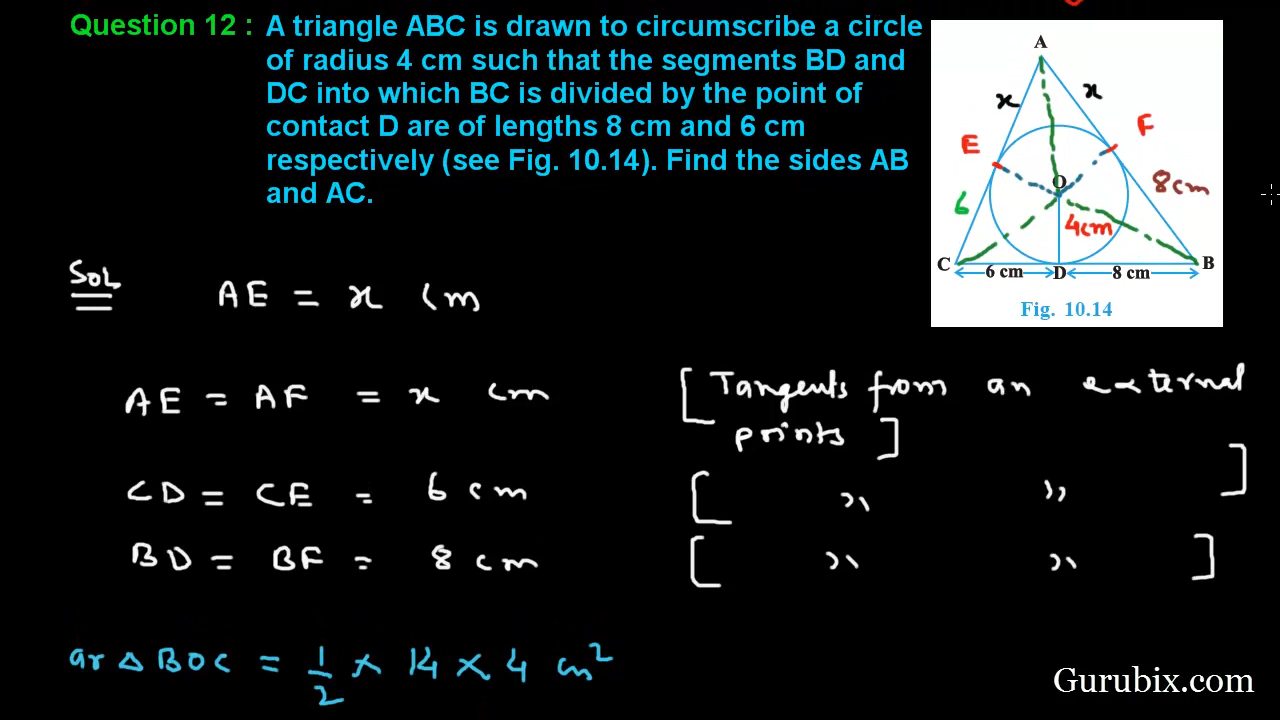 Question 12 : A triangle ABC is drawn to circumscribe a circle
of radius 4 cm such that the segments BD and
DC into which BC is divided by the point of
contact D are of lengths 8 cm and 6 cm
respectively (see Fig. 10.14). Find the sides AB
and AC.
A
x x
E F
O
8cm
6
4cm
C 6 cm D 8 cm B
Fig. 10.14
SOL AE = x cm
AE = AF = x cm [Tangents from an external
points]
CD = CE = 6 cm [ ,, ,, ]
BD = BF = 8 cm [ ,, ,, ]
ar △ BOC = 1/2 × 14 × 4 cm²
Gurubix.com